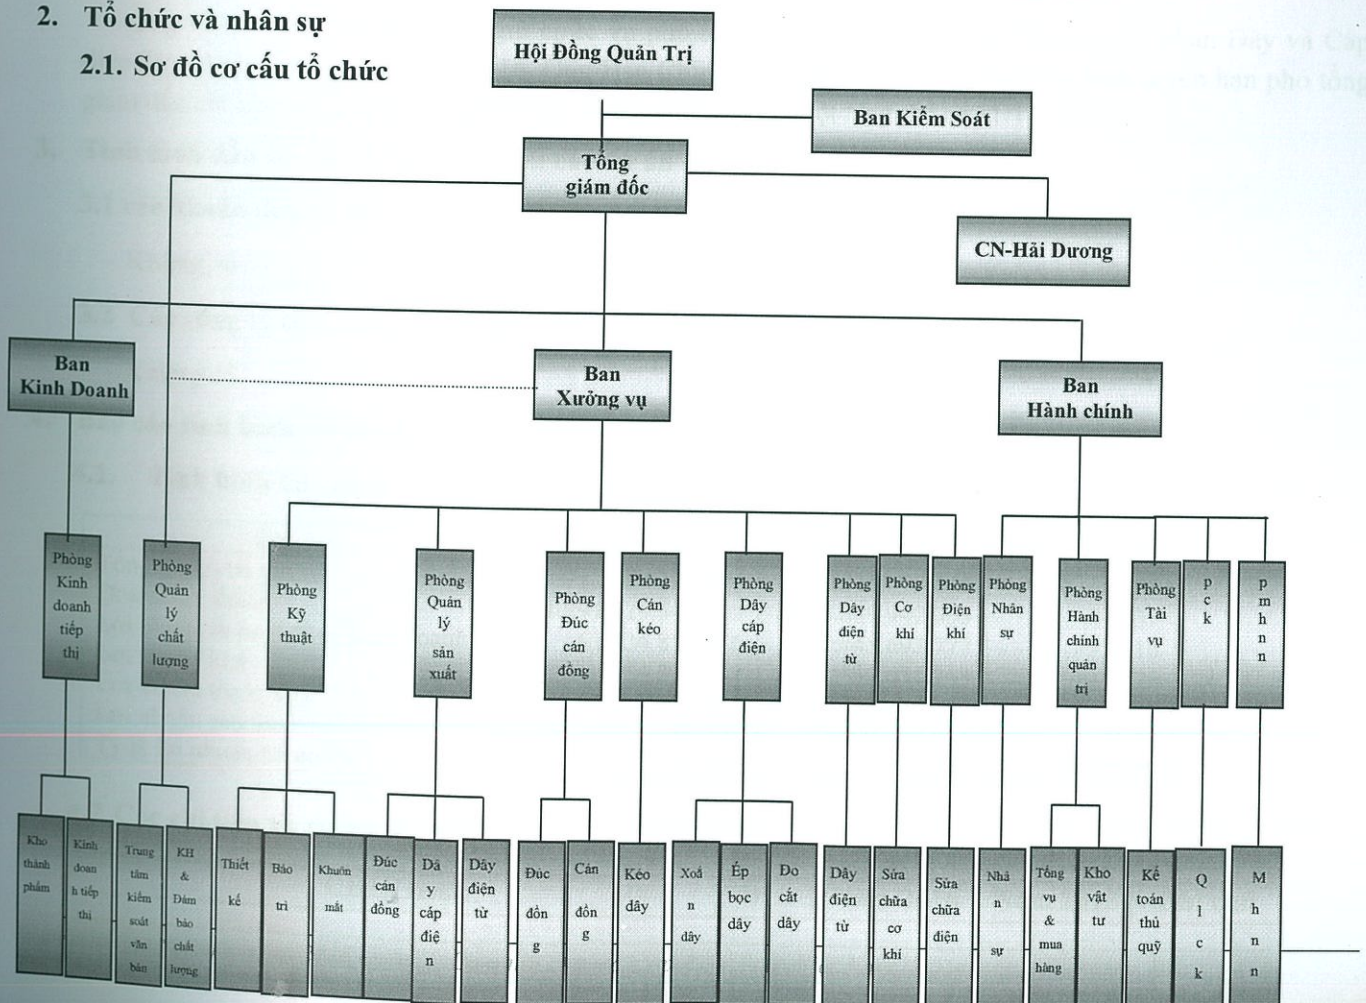 2. Tổ chức và nhân sự
2.1. Sơ đồ cơ cấu tổ chức
Hội Đồng Quản Trị
Ban Kiểm Soát
Tổng
giám đốc
CN-Hải Dương
Ban
Kinh Doanh
Ban
Xưởng vụ
Ban
Hành chính
Phòng
Kinh
doanh
tiếp
thị
Phòng
Quản
lý
chất
lượng
Phòng
Kỹ
thuật
Phòng
Quản
lý
sản
xuất
Phòng
Đúc
cán
đồng
Phòng
Cán
kéo
Phòng
Dây
cáp
điện
Phòng
Dây
điện
từ
Phòng
Cơ
khí
Phòng
Điện
khí
Phòng
Nhân
sự
Phòng
Hành
chính
quản
trị
Phòng
Tài
vụ
p
c
k
p
m
h
n
n
Kho
thành
phẩm
Kinh
doan
h tiếp
thị
Trung
tâm
kiểm
soát
văn
bản
KH
&
Đảm
bảo
chất
lượng
Thiết
kế
Bảo
trì
Khuôn
mắt
Đúc
cán
đồng
Dâ
y
cáp
điệ
n
Dây
điện
từ
Đúc
đồn
g
Cán
đồn
g
Kéo
dây
Xoắ
n
dây
Ép
bọc
dây
Đo
cắt
dây
Dây
điện
từ
Sửa
chữa
cơ
khí
Sửa
chữa
điện
Nhâ
n
sự
Tổng
vụ
&
mua
hàng
Kho
vật
tư
Kế
toán
thủ
quỹ
Q
l
c
k
M
h
n
n